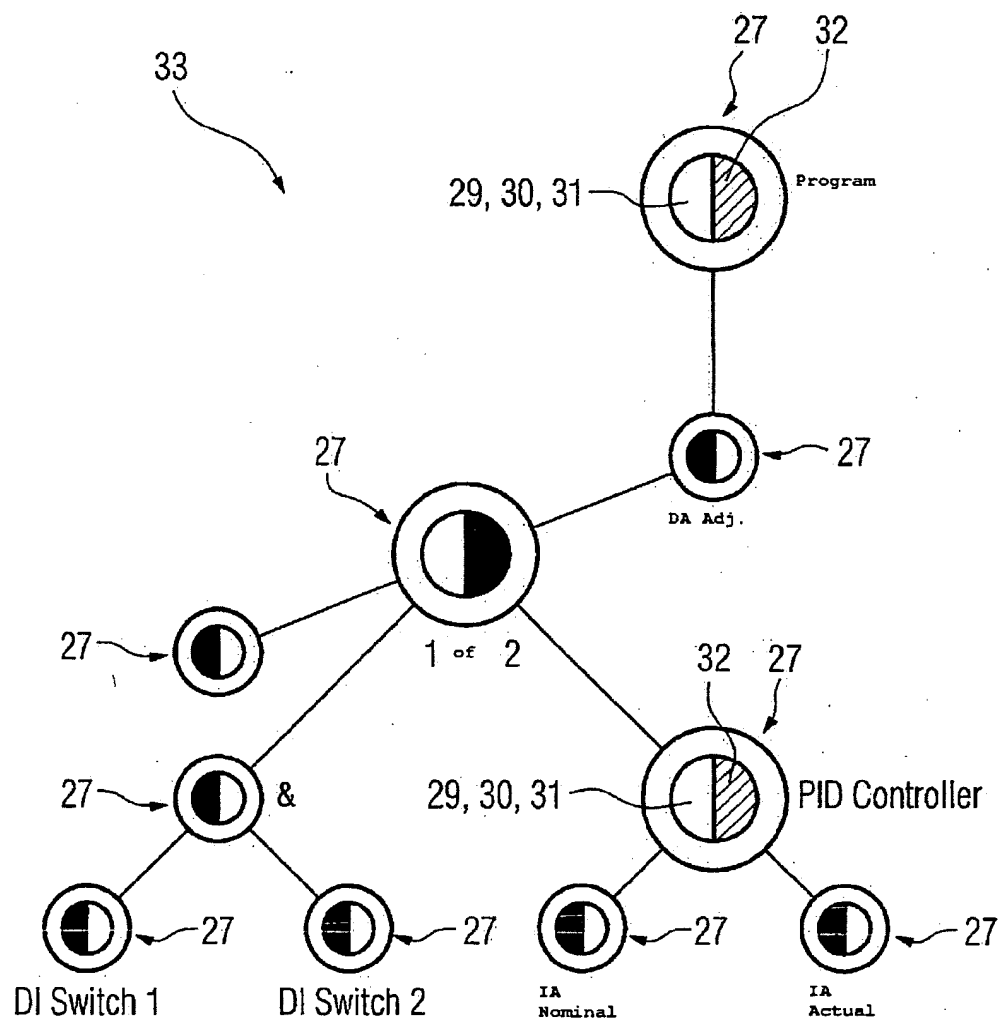 27 32
33
29, 30, 31 Program
27 27
DA Adj.
27 1 of 2
32 27
27 & 29, 30, 31 PID Controller
27 27 27 27
DI Switch 1 DI Switch 2 IA Nominal IA Actual